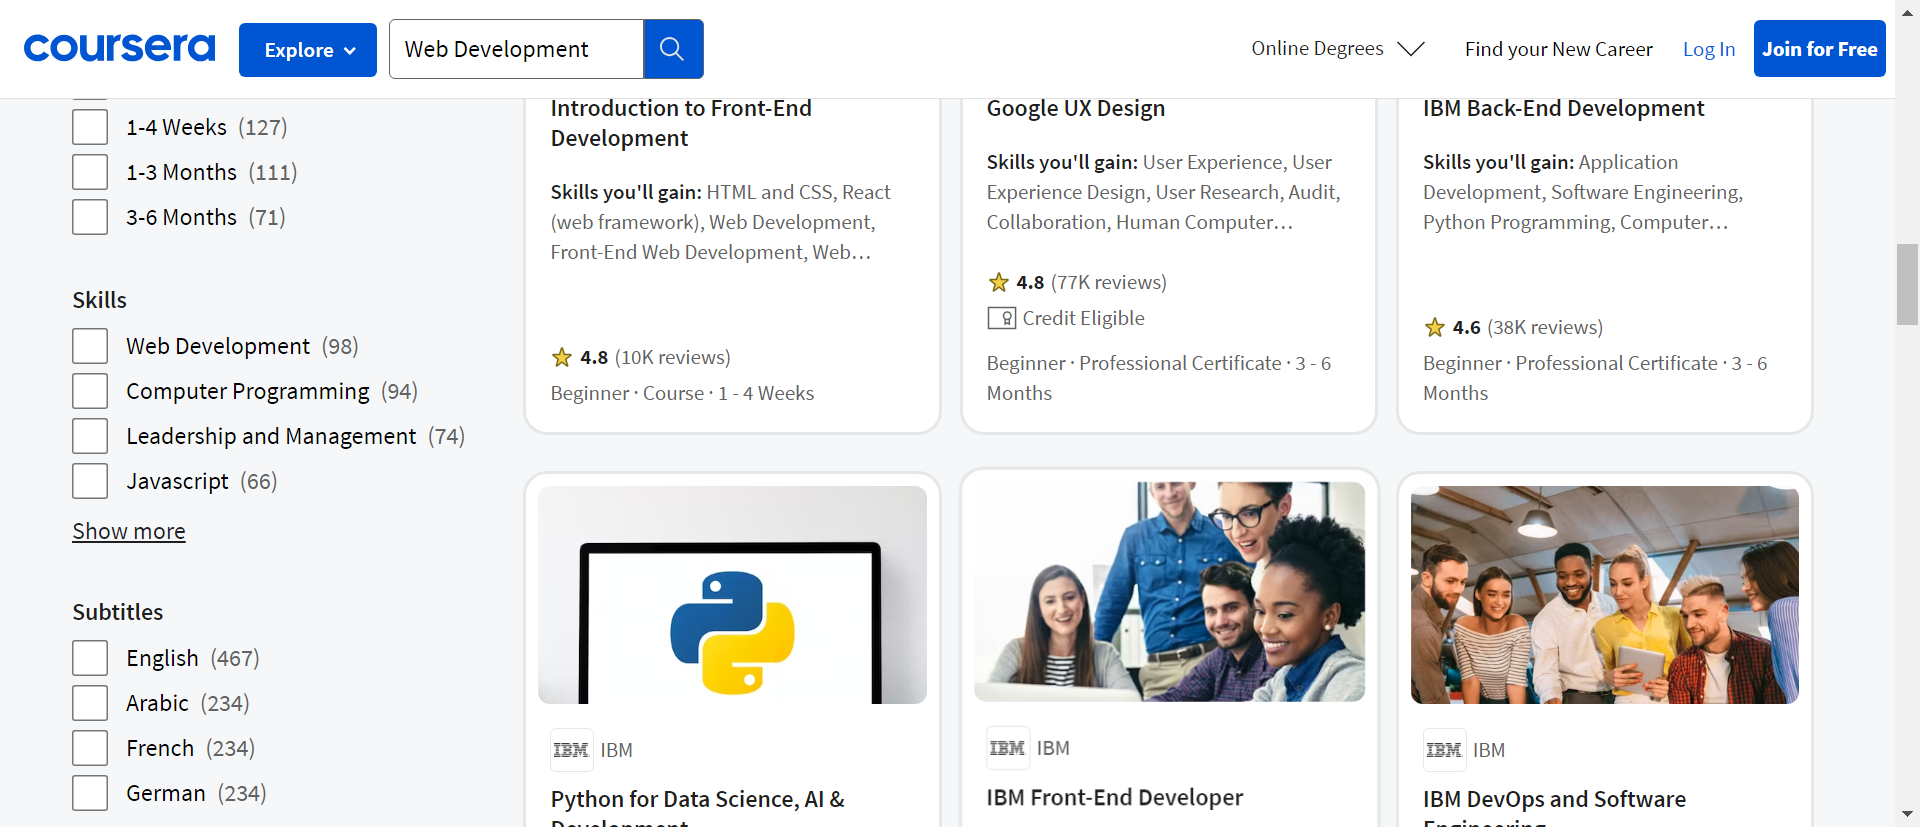 coursera
Explore
Web Development
Online Degrees
Find your New Career
Log In
Join for Free
1-4 Weeks (127)
1-3 Months (111)
3-6 Months (71)
Skills
Web Development (98)
Computer Programming (94)
Leadership and Management (74)
Javascript (66)
Show more
Subtitles
English (467)
Arabic (234)
French (234)
German (234)
Introduction to Front-End
Development
Skills you'll gain: HTML and CSS, React
(web framework), Web Development,
Front-End Web Development, Web…
4.8 (10K reviews)
Beginner · Course · 1 - 4 Weeks
Google UX Design
Skills you'll gain: User Experience, User
Experience Design, User Research, Audit,
Collaboration, Human Computer…
4.8 (77K reviews)
Credit Eligible
Beginner · Professional Certificate · 3 - 6
Months
IBM Back-End Development
Skills you'll gain: Application
Development, Software Engineering,
Python Programming, Computer…
4.6 (38K reviews)
Beginner · Professional Certificate · 3 - 6
Months
IBM IBM
Python for Data Science, AI &
Development
IBM IBM
IBM Front-End Developer
IBM IBM
IBM DevOps and Software
Engineering